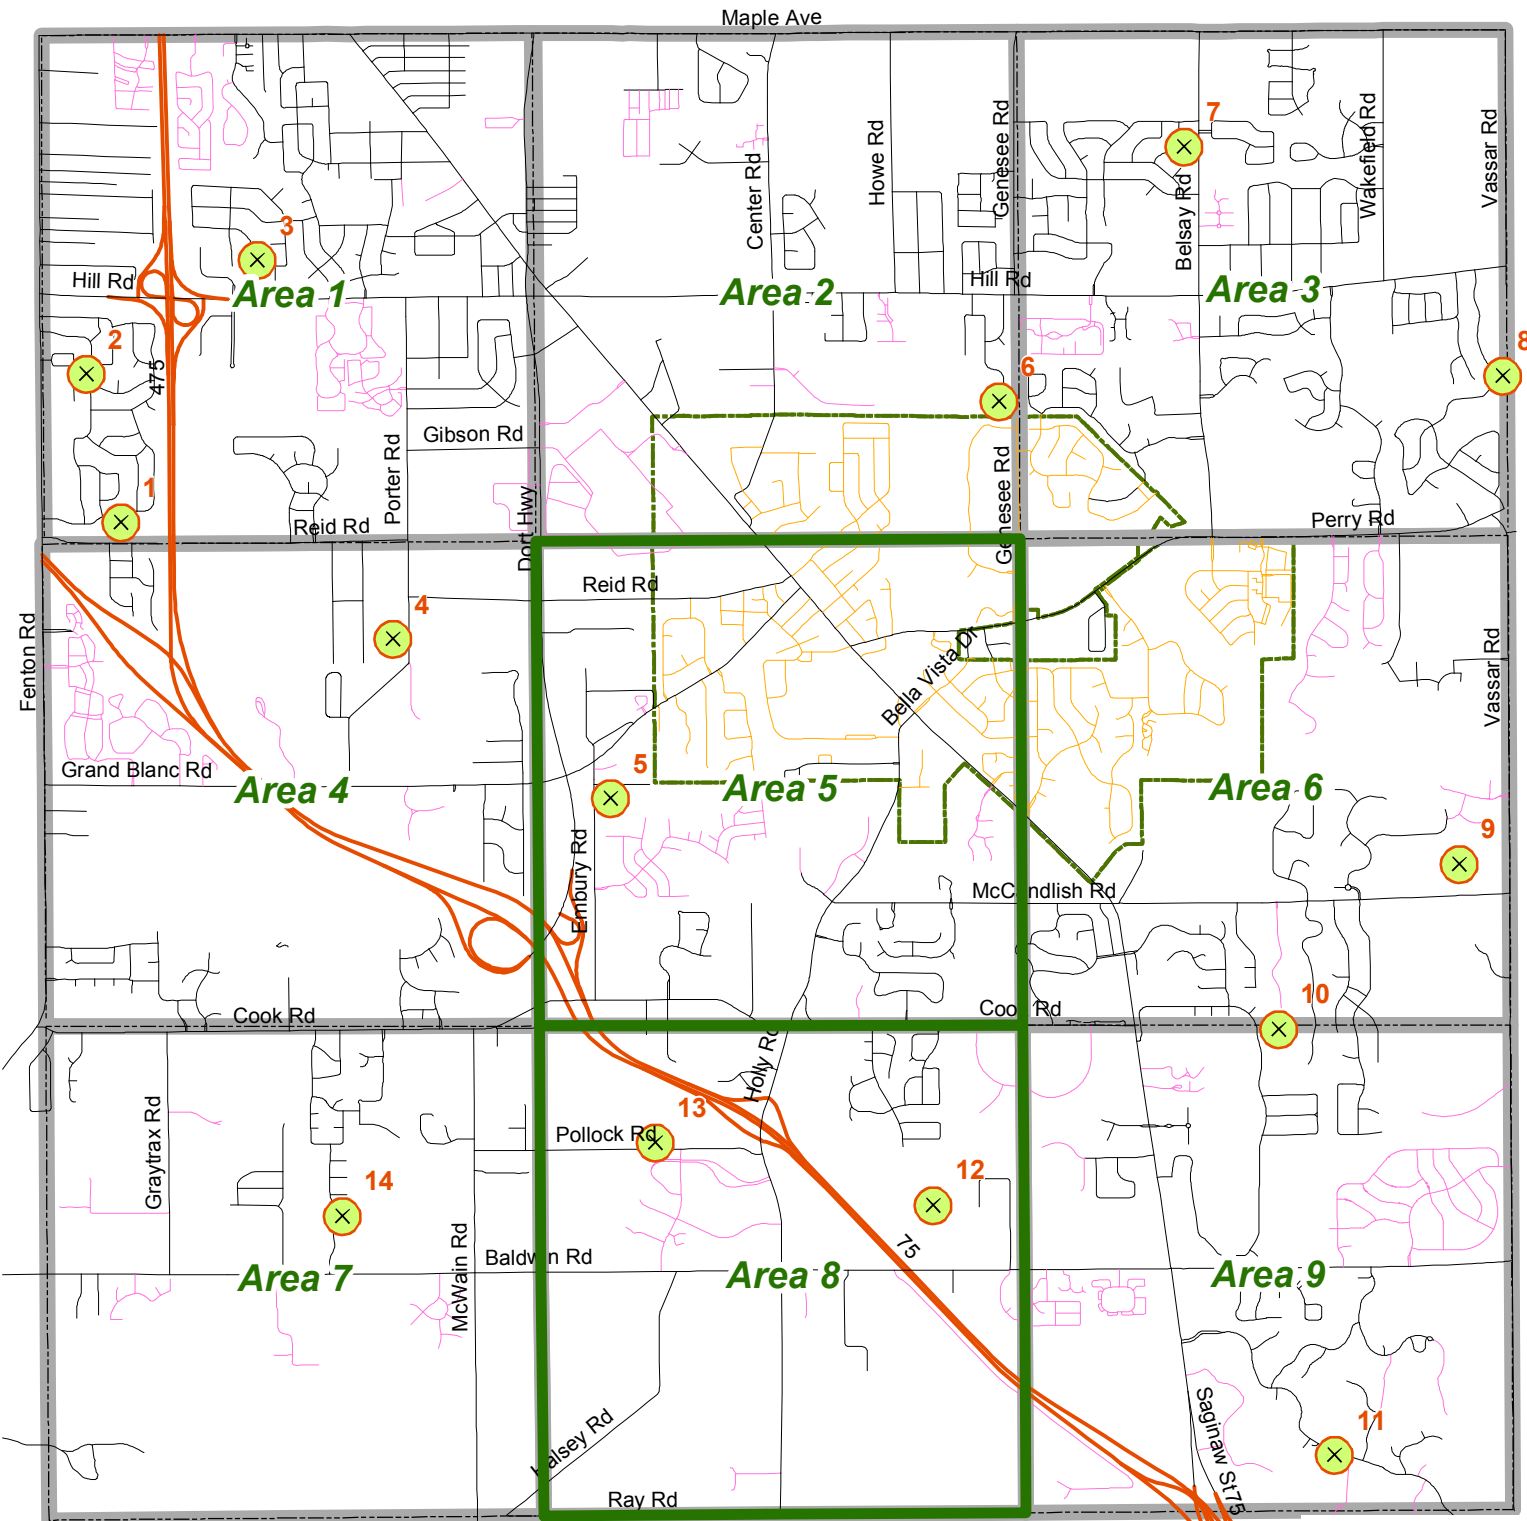 Maple Ave
7
Genesee Rd
Howe Rd
Wakefield Rd
Vassar Rd
Center Rd
Belsay Rd
3
Hill Rd
Area 1
Area 2
Hill Rd
Area 3
2
475
6
8
Gibson Rd
Porter Rd
1
Dort Hwy
Genesee Rd
Reid Rd
Perry Rd
Reid Rd
4
Fenton Rd
Bella Vista Dr
Vassar Rd
5
Grand Blanc Rd
Area 4
Area 5
Area 6
9
Embury Rd
McCandlish Rd
10
Cook Rd
Cook Rd
Holly Rd
13
Graytrax Rd
Pollock Rd
14
12
McWain Rd
75
Baldwin Rd
Area 7
Area 8
Area 9
Saginaw St
11
Halsey Rd
75
Ray Rd